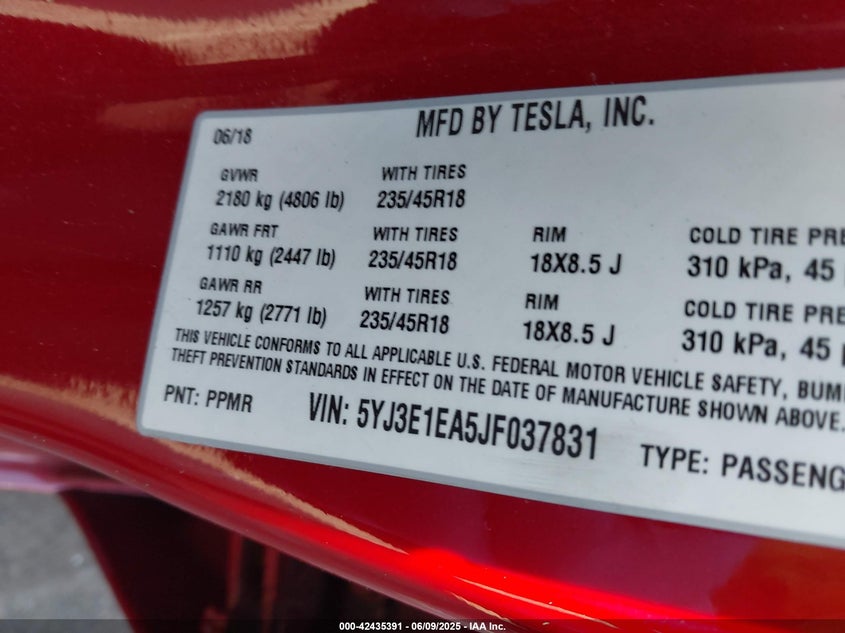 06/18 MFD BY TESLA, INC.
GVWR WITH TIRES
2180 kg (4806 lb) 235/45R18
GAWR FRT WITH TIRES RIM COLD TIRE PRE
1110 kg (2447 lb) 235/45R18 18X8.5 J 310 kPa, 45
GAWR RR WITH TIRES RIM COLD TIRE PRE
1257 kg (2771 lb) 235/45R18 18X8.5 J 310 kPa, 45
THIS VEHICLE CONFORMS TO ALL APPLICABLE U.S. FEDERAL MOTOR VEHICLE SAFETY, BUM
THEFT PREVENTION STANDARDS IN EFFECT ON THE DATE OF MANUFACTURE SHOWN ABOVE.
PNT: PPMR VIN: 5YJ3E1EA5JF037831 TYPE: PASSENG
000-42435391 - 06/09/2025 - IAA Inc.